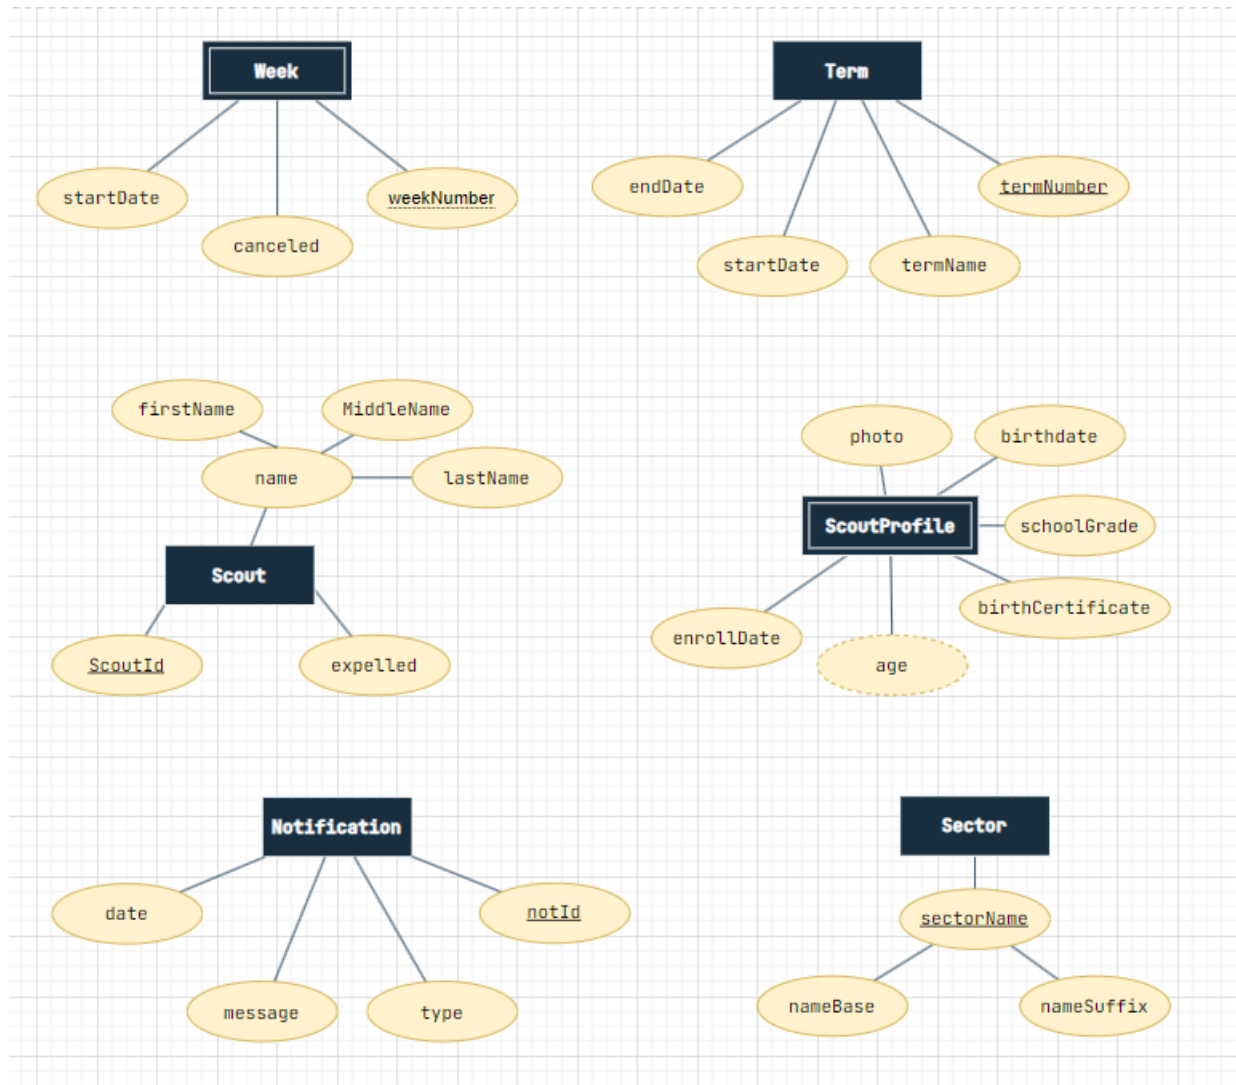 Week
startDate
canceled
weekNumber
Term
endDate
startDate
termName
termNumber
firstName
MiddleName
name
lastName
Scout
ScoutId
expelled
photo
birthdate
ScoutProfile
schoolGrade
birthCertificate
enrollDate
age
Notification
date
message
type
notId
Sector
sectorName
nameBase
nameSuffix